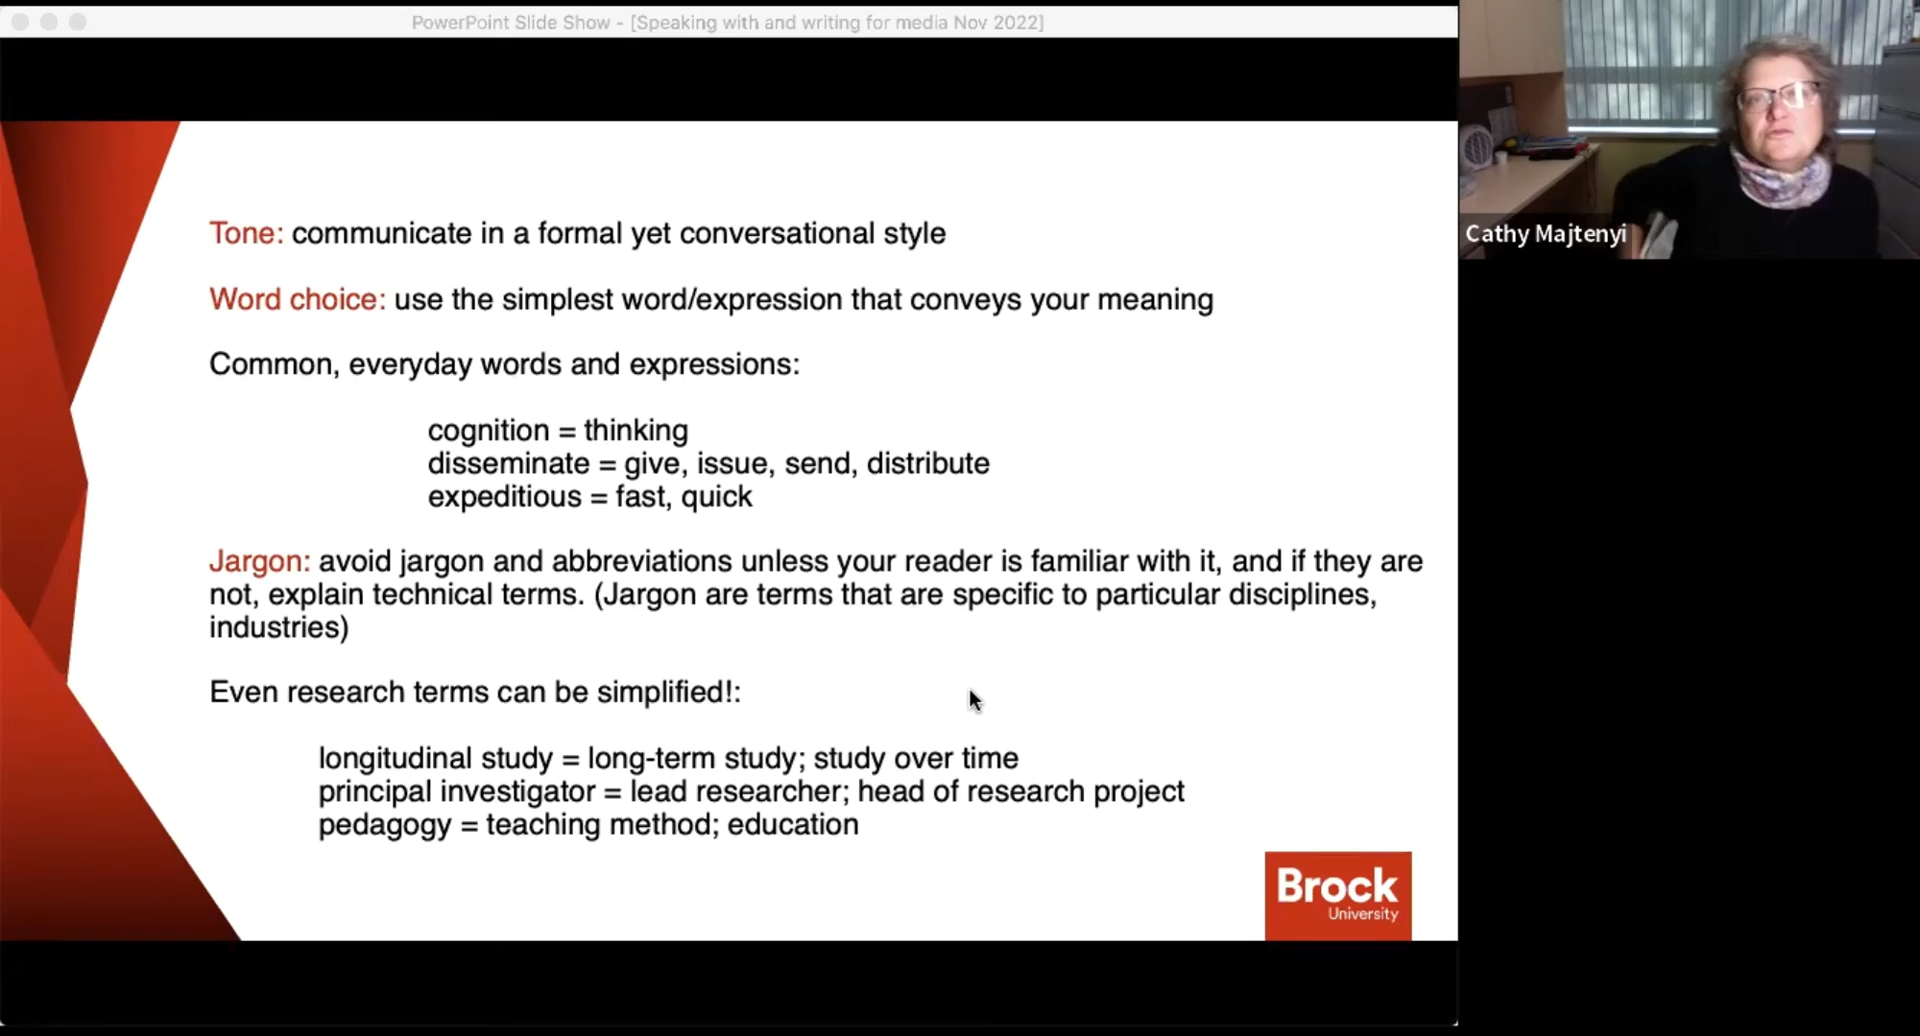 PowerPoint Slide Show - [Speaking with and writing for media Nov 2022]
Tone: communicate in a formal yet conversational style
Word choice: use the simplest word/expression that conveys your meaning
Common, everyday words and expressions:
cognition = thinking
disseminate = give, issue, send, distribute
expeditious = fast, quick
Jargon: avoid jargon and abbreviations unless your reader is familiar with it, and if they are
not, explain technical terms. (Jargon are terms that are specific to particular disciplines,
industries)
Even research terms can be simplified!:
longitudinal study = long-term study; study over time
principal investigator = lead researcher; head of research project
pedagogy = teaching method; education
Brock
University
Cathy Majtenyi